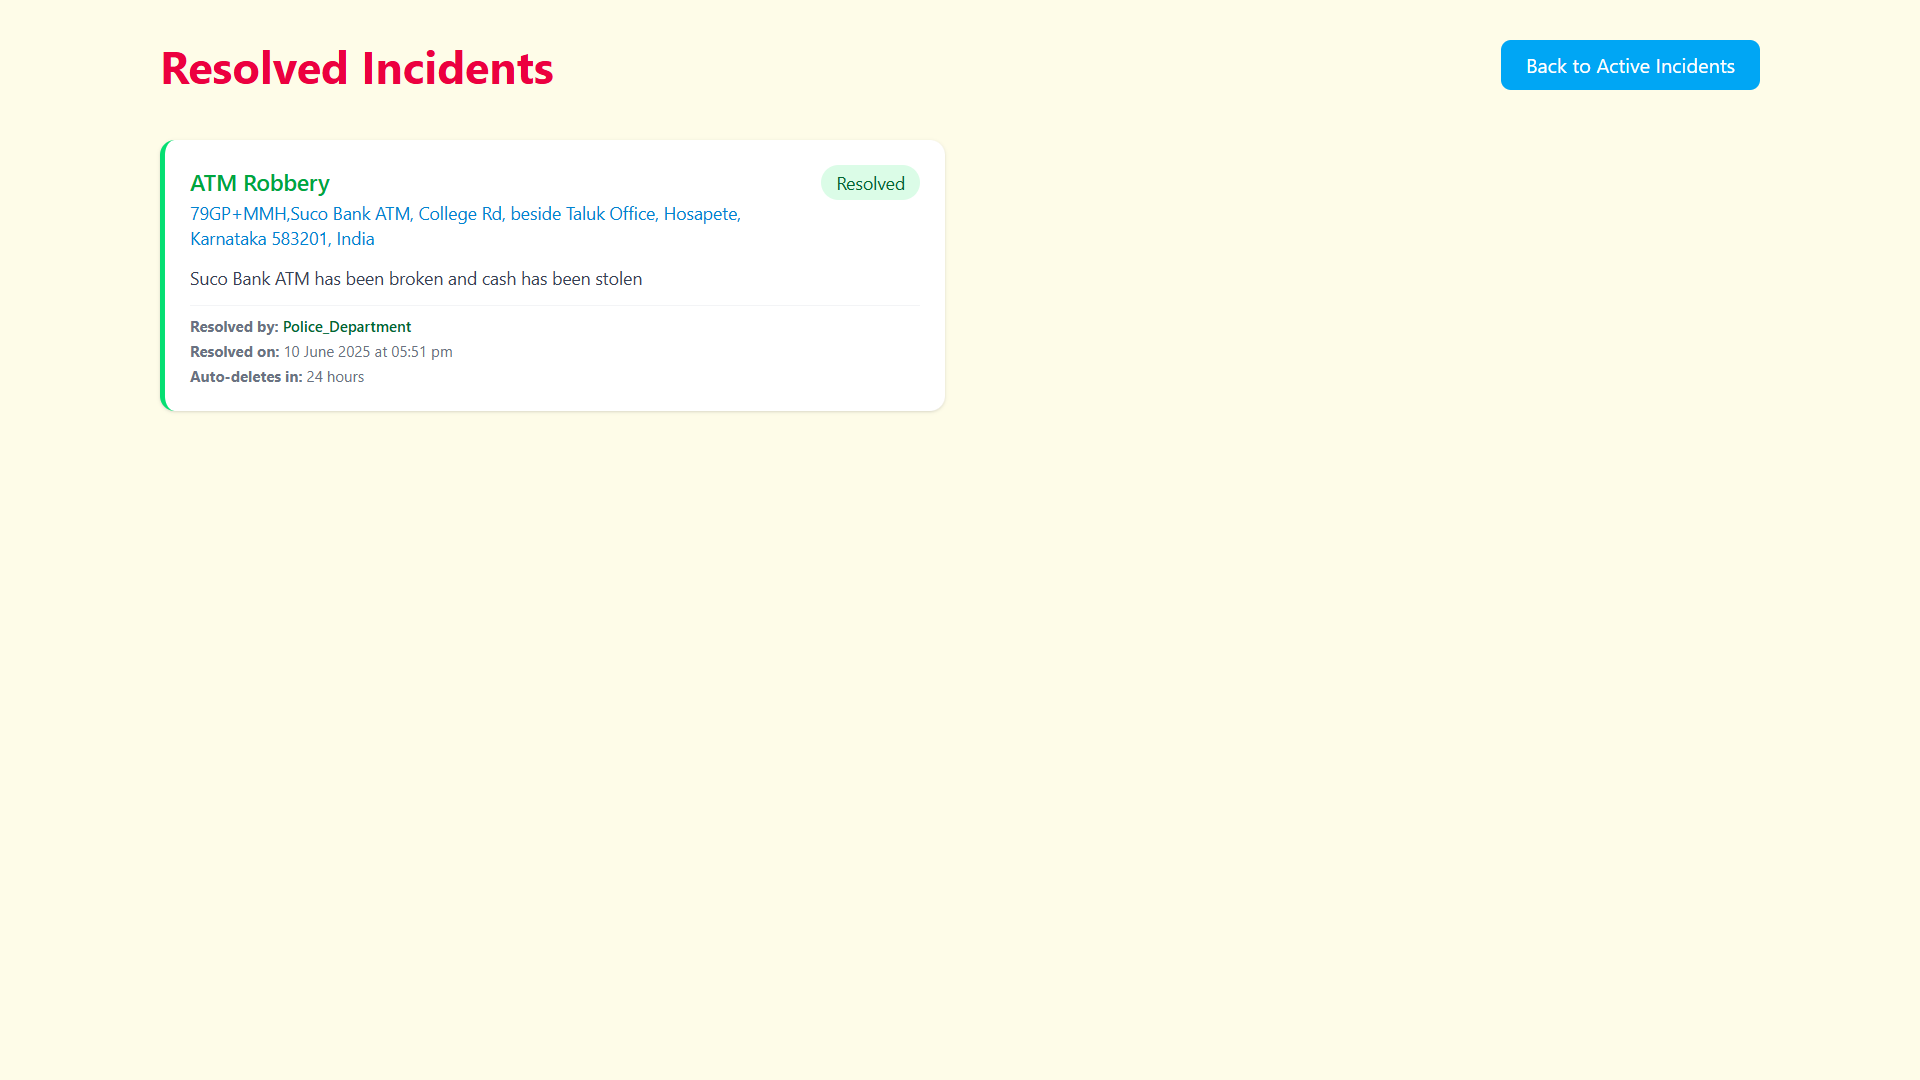 Resolved Incidents
Back to Active Incidents
ATM Robbery
Resolved
79GP+MMH,Suco Bank ATM, College Rd, beside Taluk Office, Hosapete,
Karnataka 583201, India
Suco Bank ATM has been broken and cash has been stolen
Resolved by: Police_Department
Resolved on: 10 June 2025 at 05:51 pm
Auto-deletes in: 24 hours